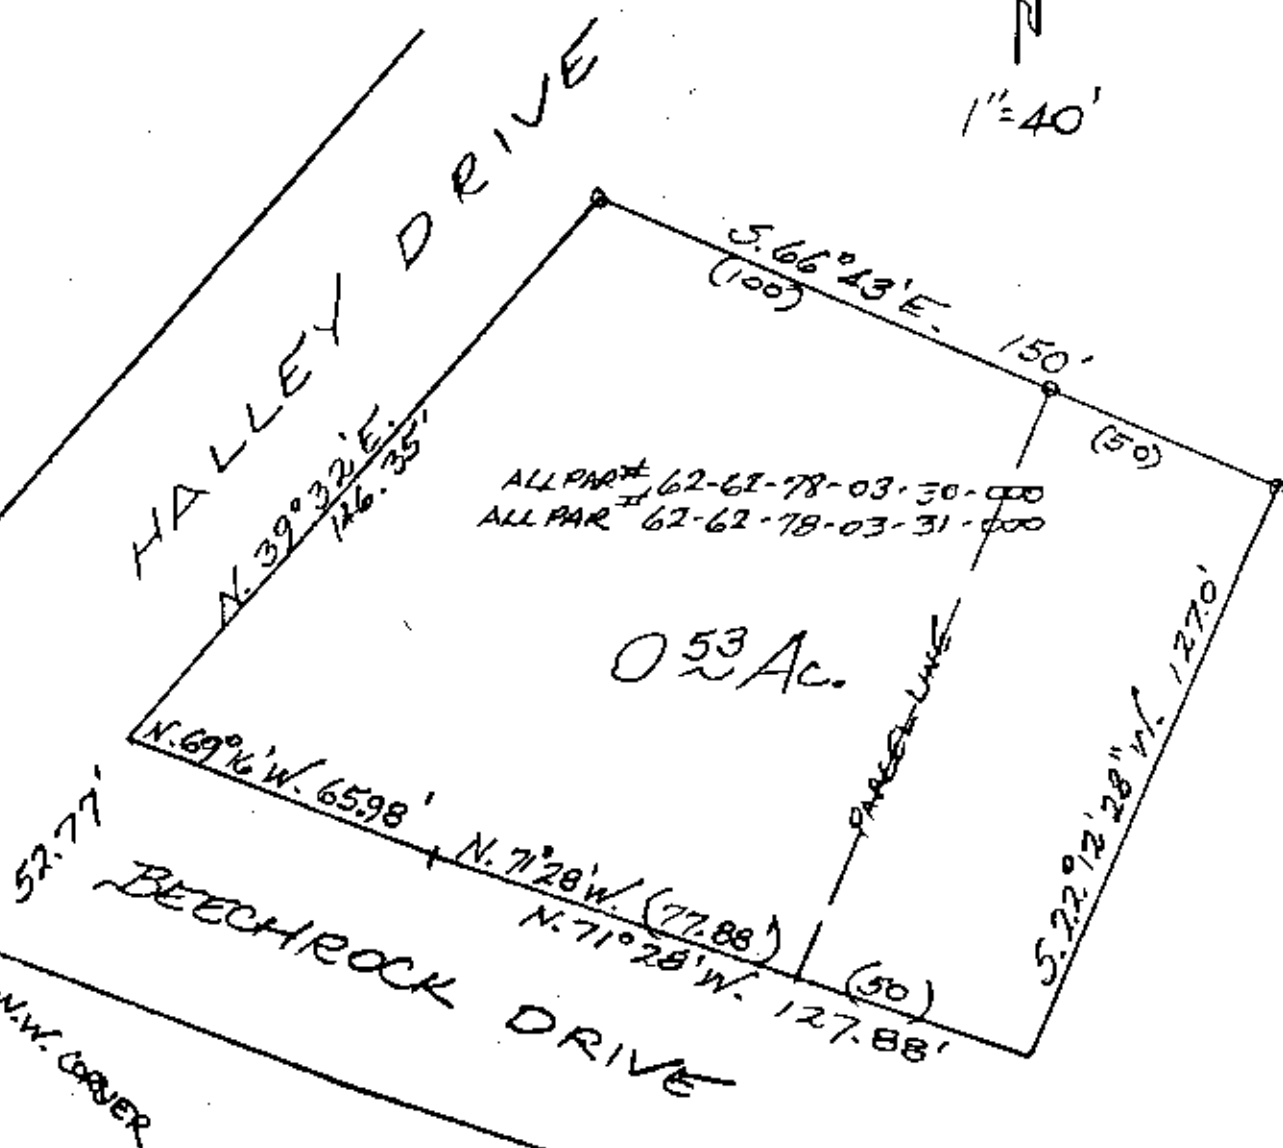 1"=40'
HALLEY DRIVE
S.66°43'E. 150'
(100')
(50)
N. 39°32'E.
126.35'
ALL PAR# 62-62-78-03-30-000
ALL PAR# 62-62-78-03-31-000
0 53 Ac.
PARCEL LINE
S.22°12'28"W. 127.0'
N.69°16'W. 65.98'
N.71°28'W. (77.88')
(50)
N.71°28'W. 127.88'
52.77'
BEECHROCK DRIVE
N.W. CORNER